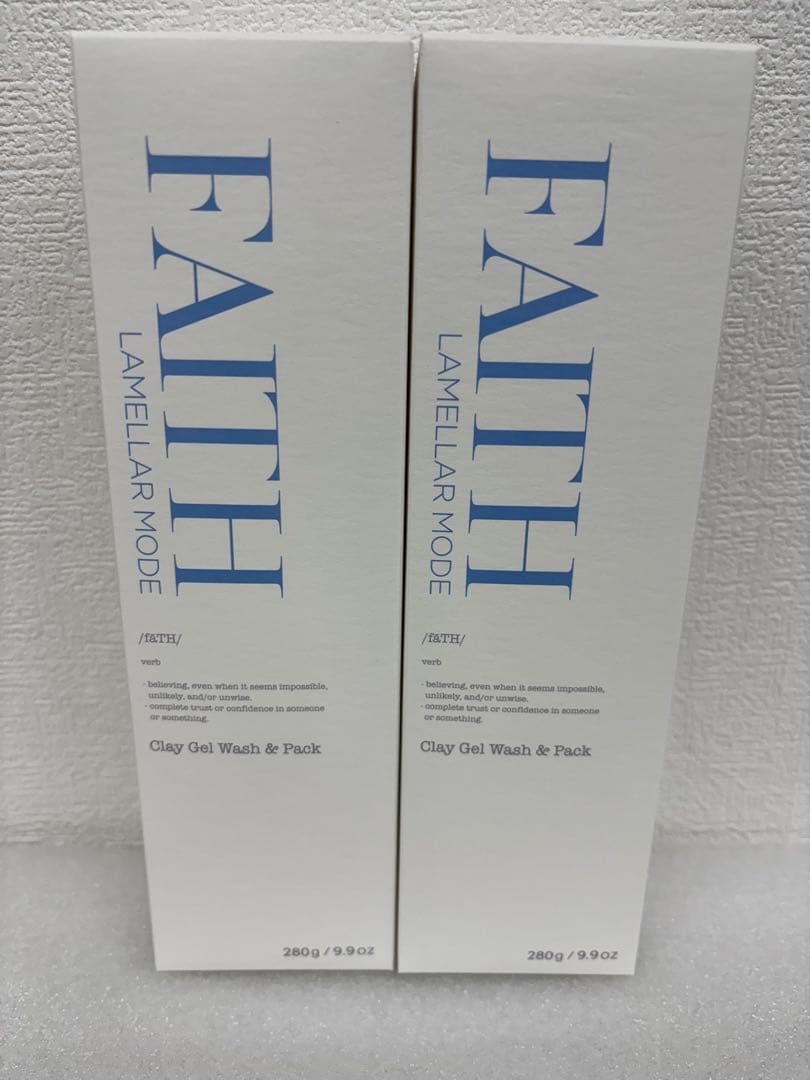 FAITH
LAMELLAR MODE
/fāTH/
verb
- believing, even when it seems impossible,
unlikely, and/or unwise.
- complete trust or confidence in someone
or something.
Clay Gel Wash & Pack
280g / 9.9oz
FAITH
LAMELLAR MODE
/fāTH/
verb
- believing, even when it seems impossible,
unlikely, and/or unwise.
- complete trust or confidence in someone
or something.
Clay Gel Wash & Pack
280g / 9.9oz